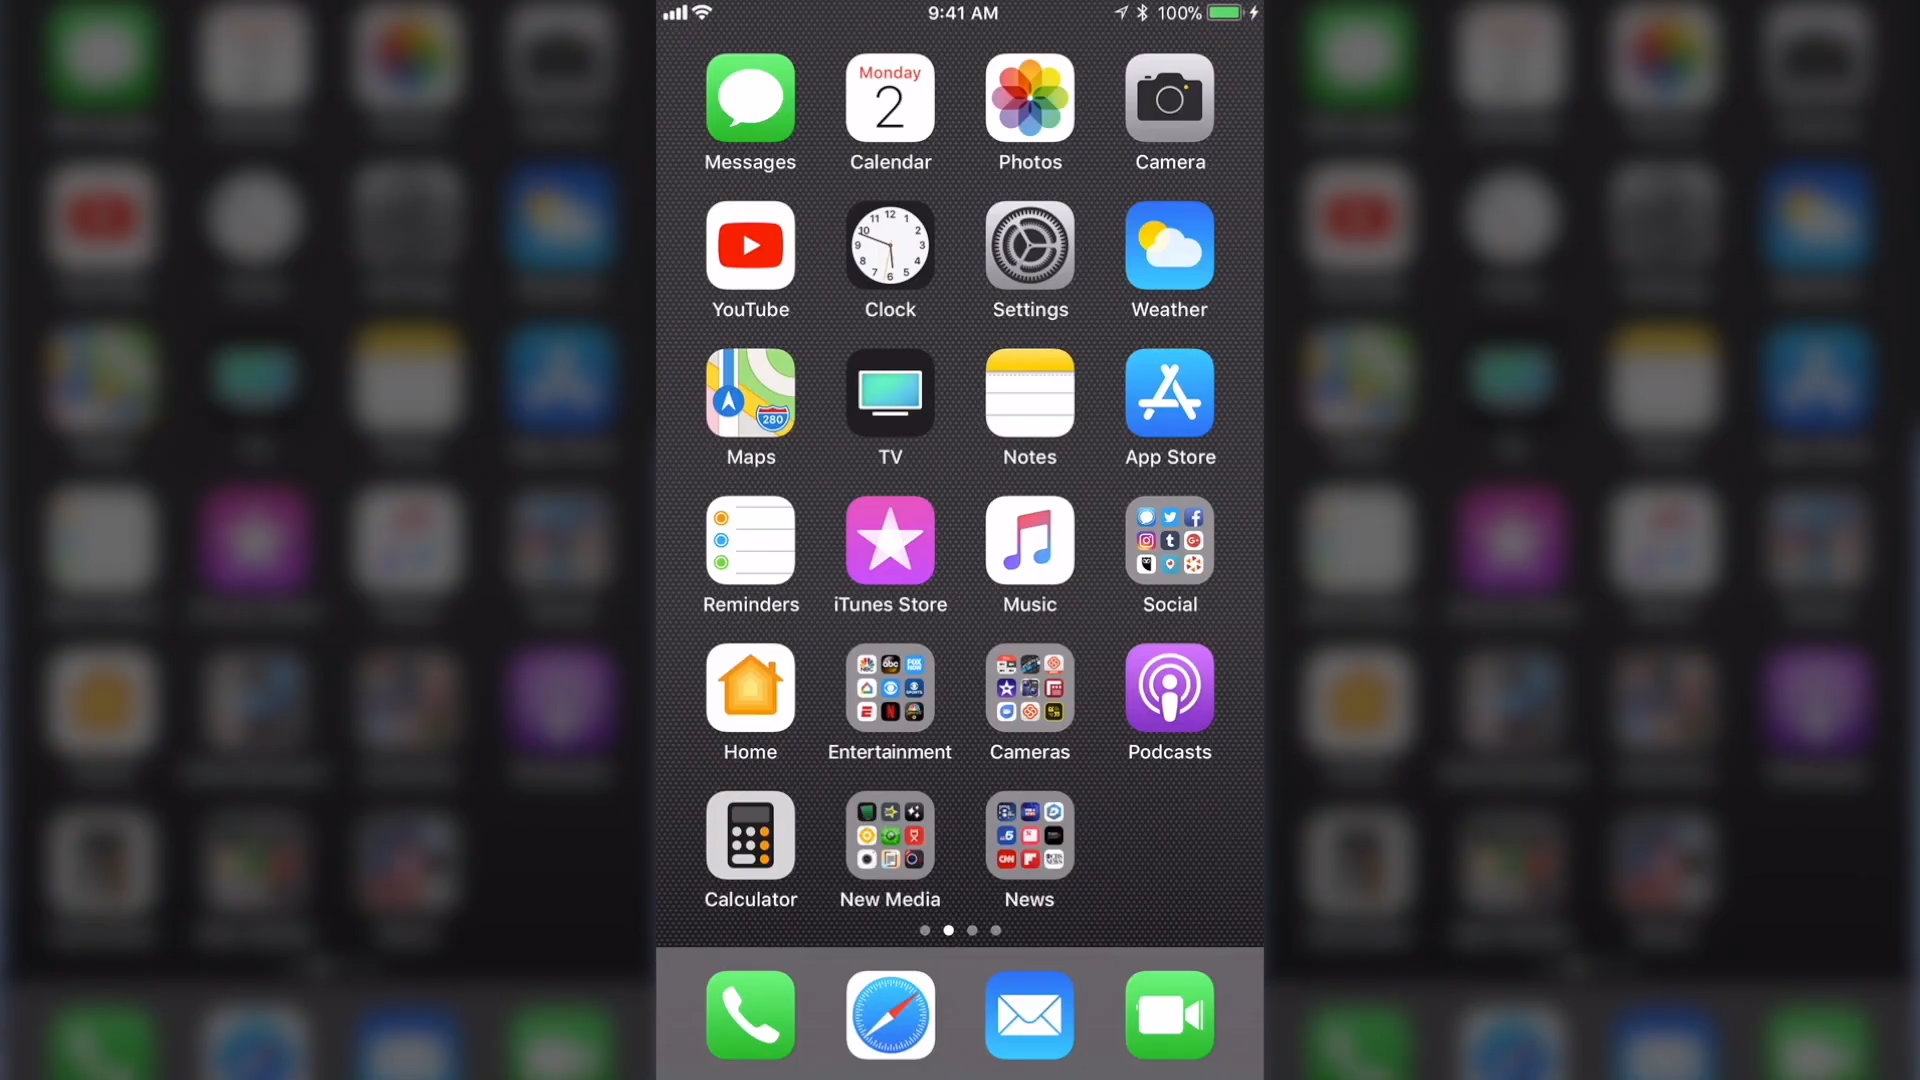 9:41 AM 100%
Monday
2
Messages Calendar Photos Camera
YouTube Clock Settings Weather
280
Maps TV Notes App Store
Reminders iTunes Store Music Social
Home Entertainment Cameras Podcasts
Calculator New Media News